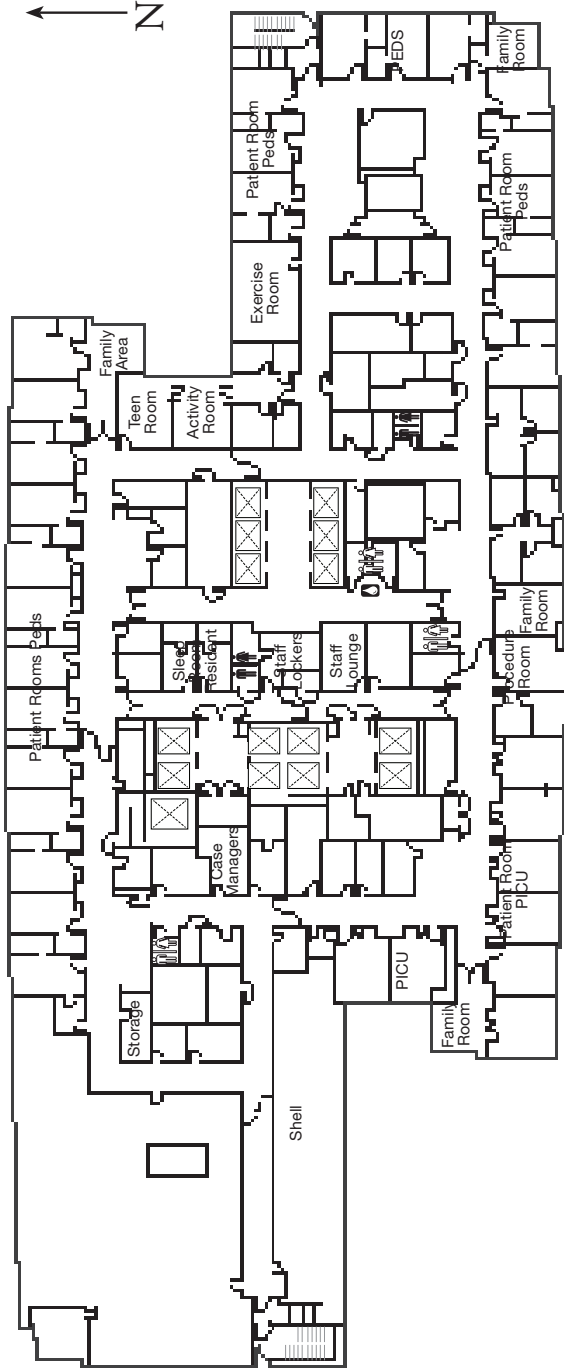 N
PEDS
Family
Room
Patient Room
Peds
Patient Room
Peds
Exercise
Room
Family
Area
Teen
Room
Activity
Room
Patient Rooms Peds
Sleep
Room
Resident
Staff
Lockers
Staff
Lounge
Family
Room
Procedure
Room
Case
Managers
Patient Room
PICU
PICU
Storage
Family
Room
Shell